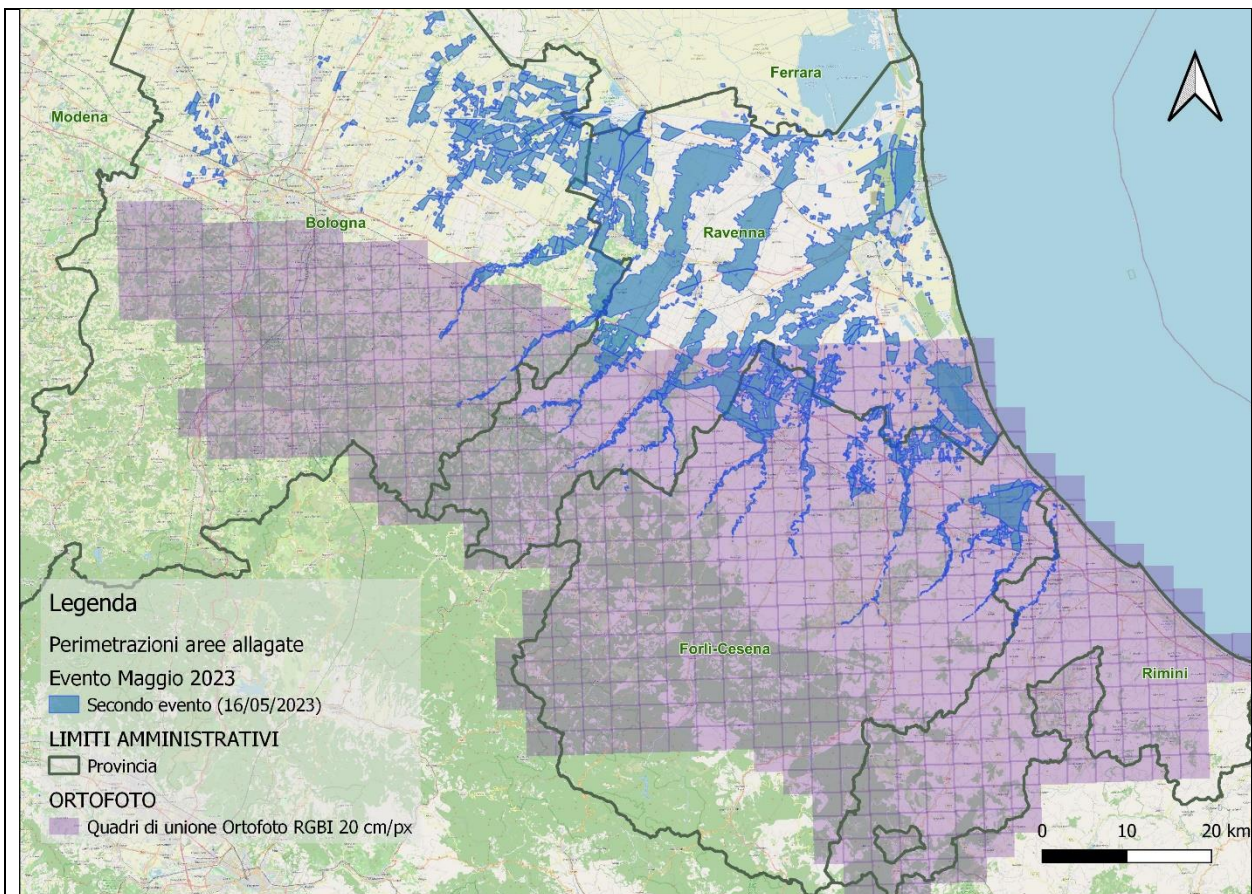 Ferrara
Modena
Bologna
Ravenna
Forlì-Cesena
Rimini
Legenda
Perimetrazioni aree allagate
Evento Maggio 2023
Secondo evento (16/05/2023)
LIMITI AMMINISTRATIVI
Provincia
ORTOFOTO
Quadri di unione Ortofoto RGBI 20 cm/px
0 10 20 km